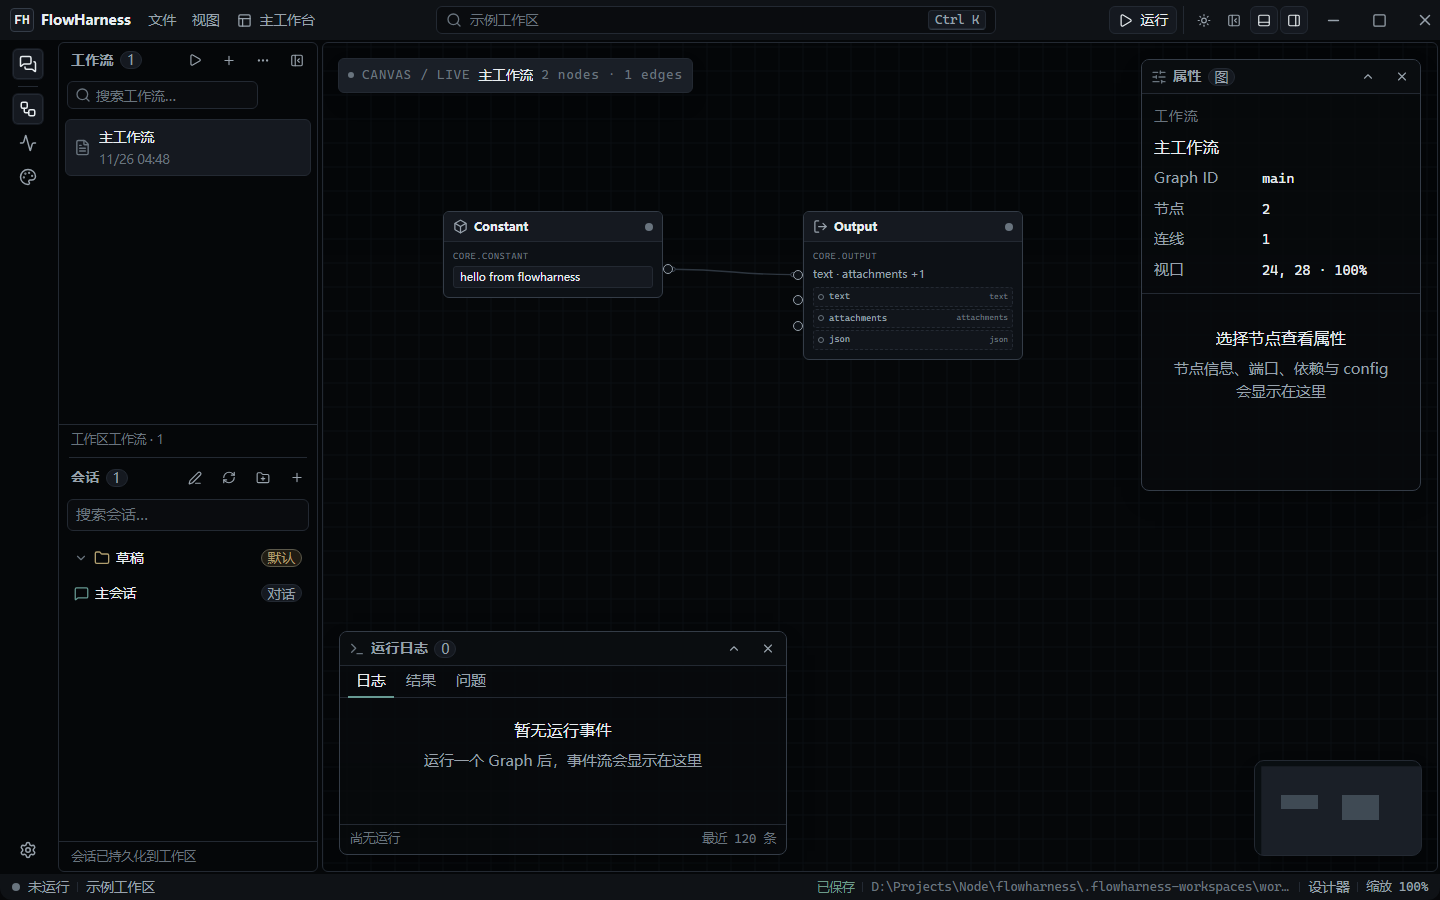 FH FlowHarness 文件 视图 主工作台 示例工作区 Ctrl K 运行
工作流 1
搜索工作流...
主工作流
11/26 04:48
工作区工作流 · 1
会话 1
搜索会话...
草稿 默认
主会话 对话
会话已持久化到工作区
CANVAS / LIVE 主工作流 2 nodes · 1 edges
Constant
CORE.CONSTANT
hello from flowharness
Output
CORE.OUTPUT
text · attachments +1
text text
attachments attachments
json json
属性 图
工作流
主工作流
Graph ID main
节点 2
连线 1
视口 24, 28 · 100%
选择节点查看属性
节点信息、端口、依赖与 config
会显示在这里
运行日志 0
日志 结果 问题
暂无运行事件
运行一个 Graph 后，事件流会显示在这里
尚无运行 最近 120 条
未运行 示例工作区 已保存 D:\Projects\Node\flowharness\.flowharness-workspaces\wor… 设计器 缩放 100%